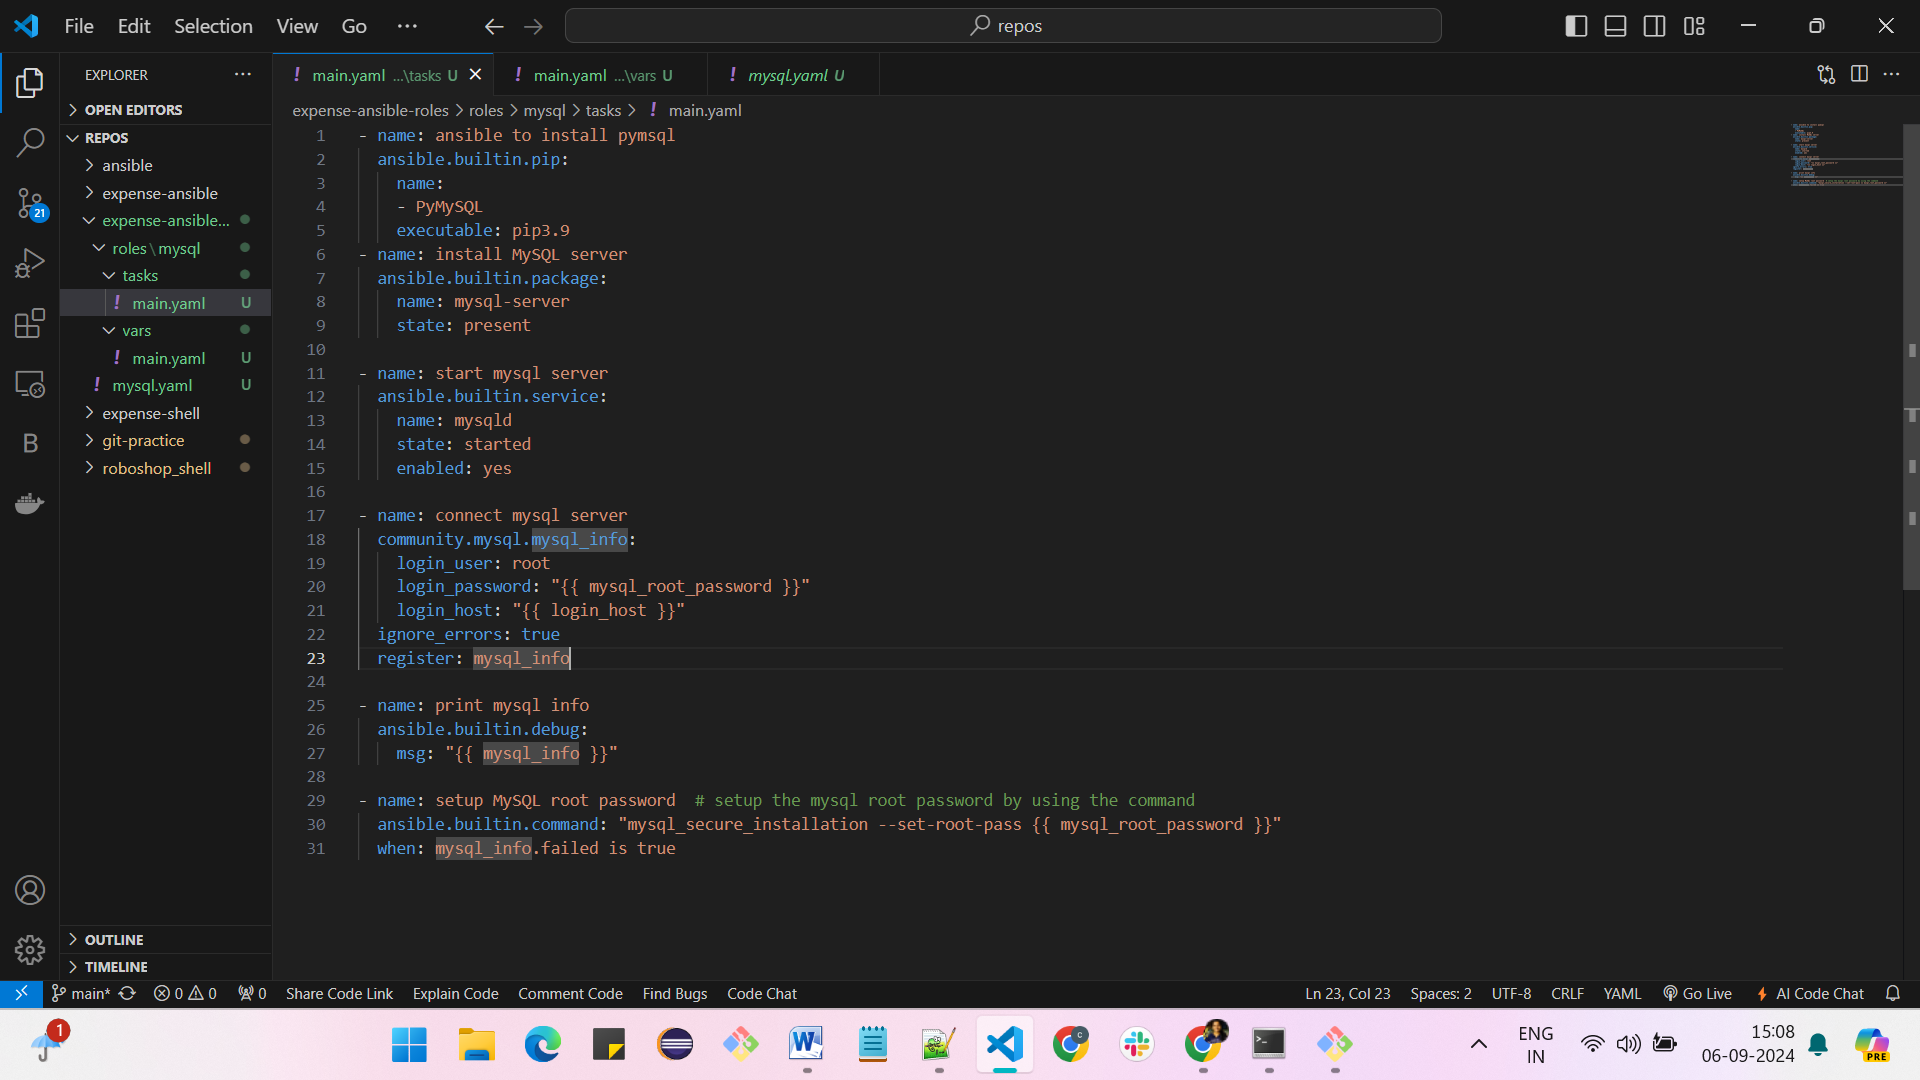 File Edit Selection View Go ···
repos
EXPLORER ···
OPEN EDITORS
REPOS
ansible
expense-ansible
expense-ansible...
roles\mysql
tasks
main.yaml U
vars
main.yaml U
mysql.yaml U
expense-shell
git-practice
roboshop_shell
OUTLINE
TIMELINE
21
B
! main.yaml ...\tasks U ×
! main.yaml ...\vars U
! mysql.yaml U
expense-ansible-roles > roles > mysql > tasks > ! main.yaml
1 - name: ansible to install pymsql
2 ansible.builtin.pip:
3 name:
4 - PyMySQL
5 executable: pip3.9
6 - name: install MySQL server
7 ansible.builtin.package:
8 name: mysql-server
9 state: present
10
11 - name: start mysql server
12 ansible.builtin.service:
13 name: mysqld
14 state: started
15 enabled: yes
16
17 - name: connect mysql server
18 community.mysql.mysql_info:
19 login_user: root
20 login_password: "{{ mysql_root_password }}"
21 login_host: "{{ login_host }}"
22 ignore_errors: true
23 register: mysql_info
24
25 - name: print mysql info
26 ansible.builtin.debug:
27 msg: "{{ mysql_info }}"
28
29 - name: setup MySQL root password # setup the mysql root password by using the command
30 ansible.builtin.command: "mysql_secure_installation --set-root-pass {{ mysql_root_password }}"
31 when: mysql_info.failed is true
main* 0 0 0 Share Code Link Explain Code Comment Code Find Bugs Code Chat Ln 23, Col 23 Spaces: 2 UTF-8 CRLF YAML Go Live AI Code Chat
1
W
c
ENG
IN
15:08
06-09-2024
PRE